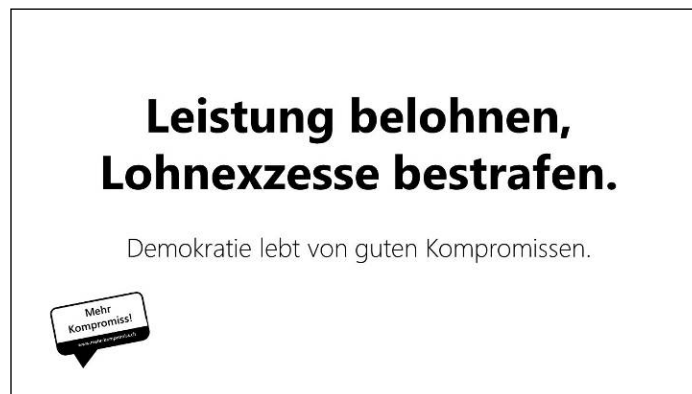 Leistung belohnen,
Lohnexzesse bestrafen.
Demokratie lebt von guten Kompromissen.
Mehr
Kompromiss!